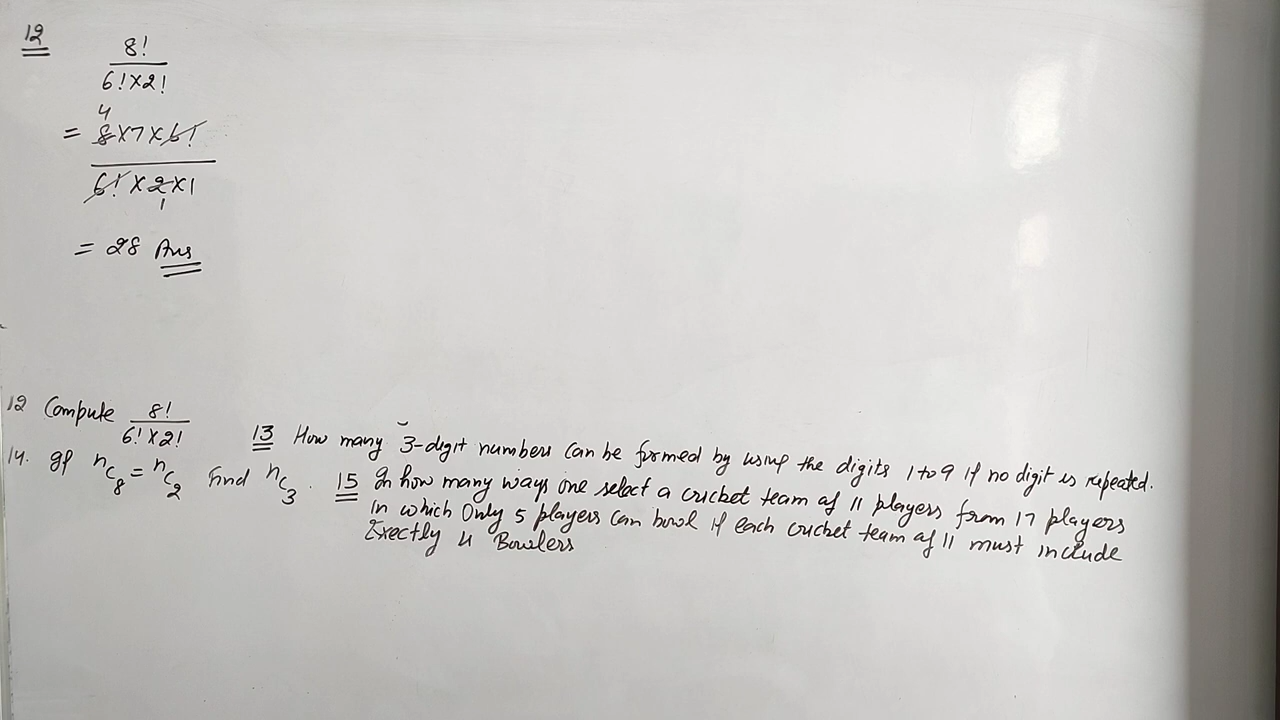 12
8!
6!×2!
4
= 8×7×6!
6!×2×1
1
= 28 Ans
12 Compute 8!
6!×2!
13 How many 3-digit numbers can be formed by using the digits 1 to 9 if no digit is repeated.
14. If nC8 = nC2 Find nC3.
15 In how many ways one select a cricket team of 11 players from 17 players
in which Only 5 players can bowl if each cricket team of 11 must include
Exectly 4 Bowlers